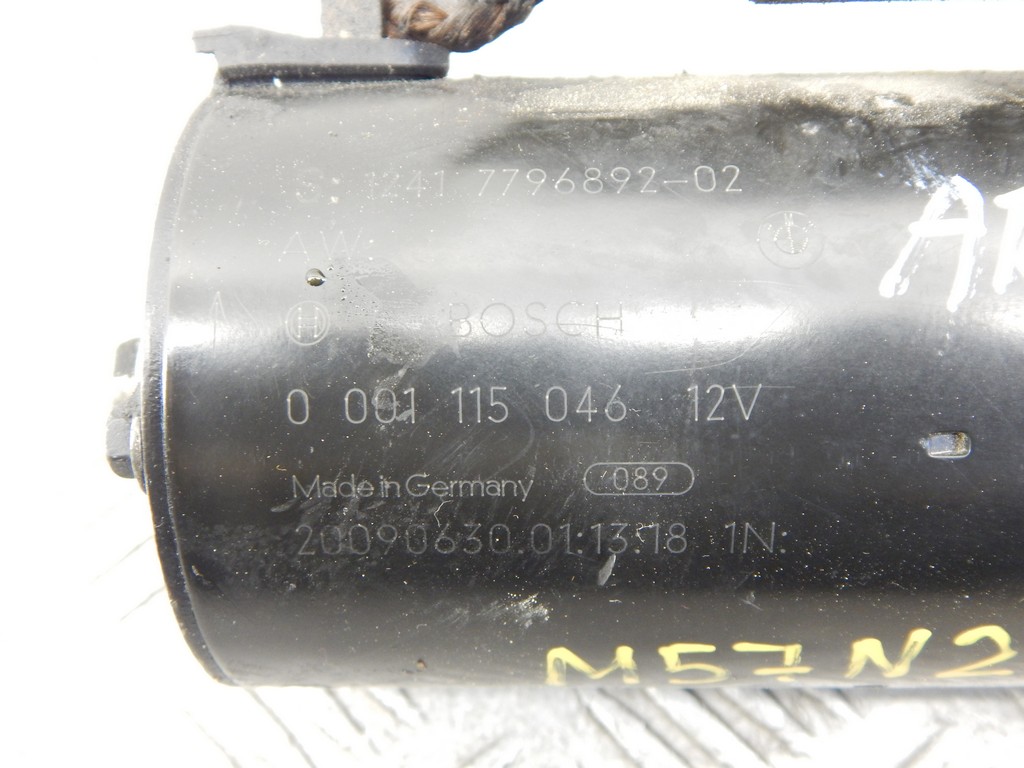 S: 1241 7796892-02
AW
H BOSCH
0 001 115 046 12V
Made in Germany 089
20090630.01:13:18 1N:
M57N2